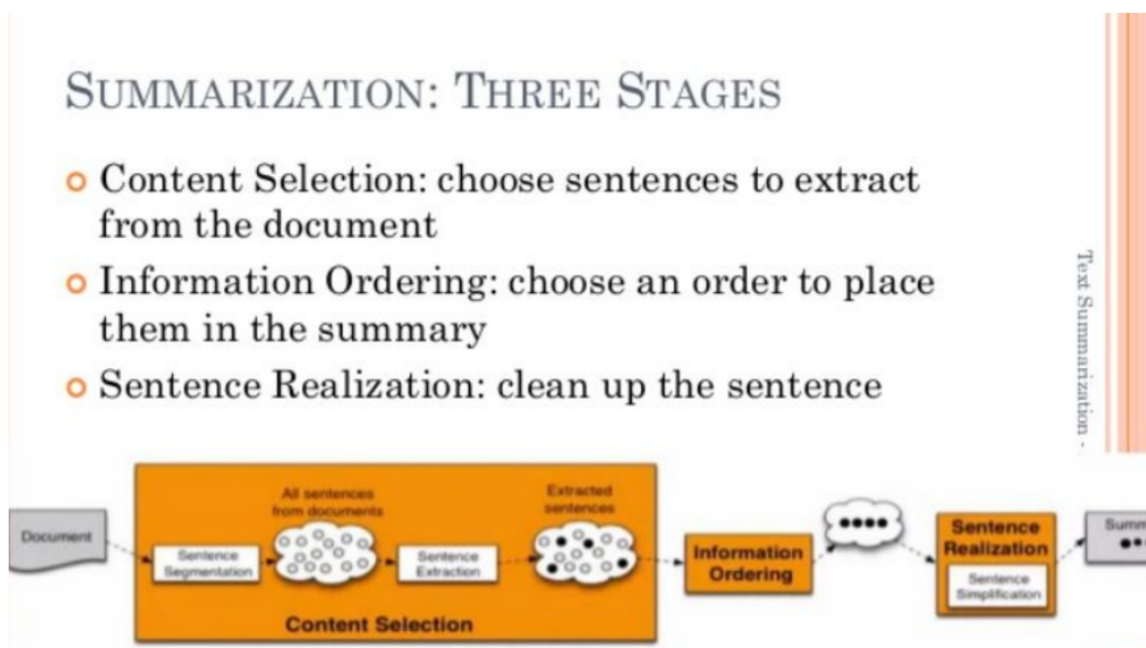 SUMMARIZATION: THREE STAGES
Content Selection: choose sentences to extract
from the document
Information Ordering: choose an order to place
them in the summary
Sentence Realization: clean up the sentence
Text Summarization -
Document
Sentence
Segmentation
All sentences
from documents
Sentence
Extraction
Extracted
sentences
Content Selection
Information
Ordering
Sentence
Realization
Sentence
Simplification
Summ